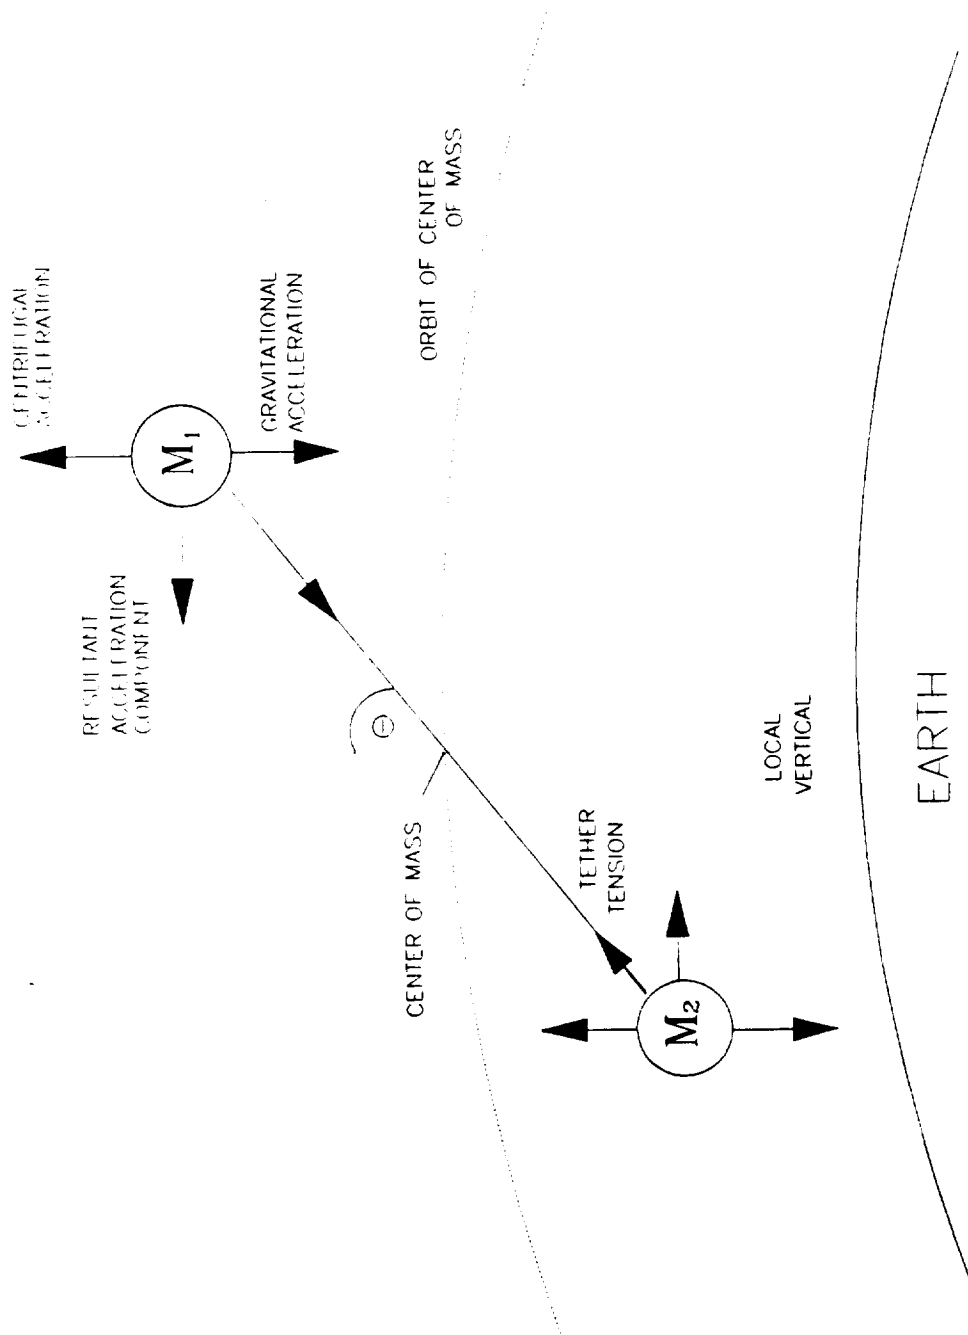 CENTRIFUGAL
ACCELERATION
M1
GRAVITATIONAL
ACCELERATION
RESULTANT
ACCELERATION
COMPONENT
ORBIT OF CENTER
OF MASS
Θ
CENTER OF MASS
TETHER
TENSION
M2
LOCAL
VERTICAL
EARTH